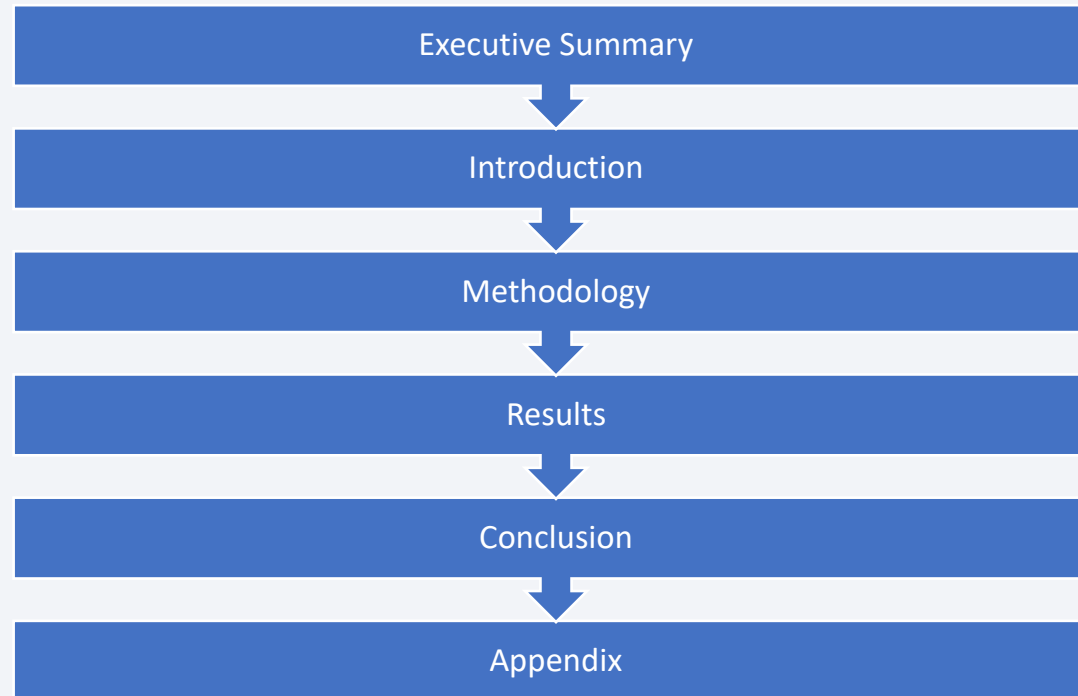 Executive Summary
Introduction
Methodology
Results
Conclusion
Appendix